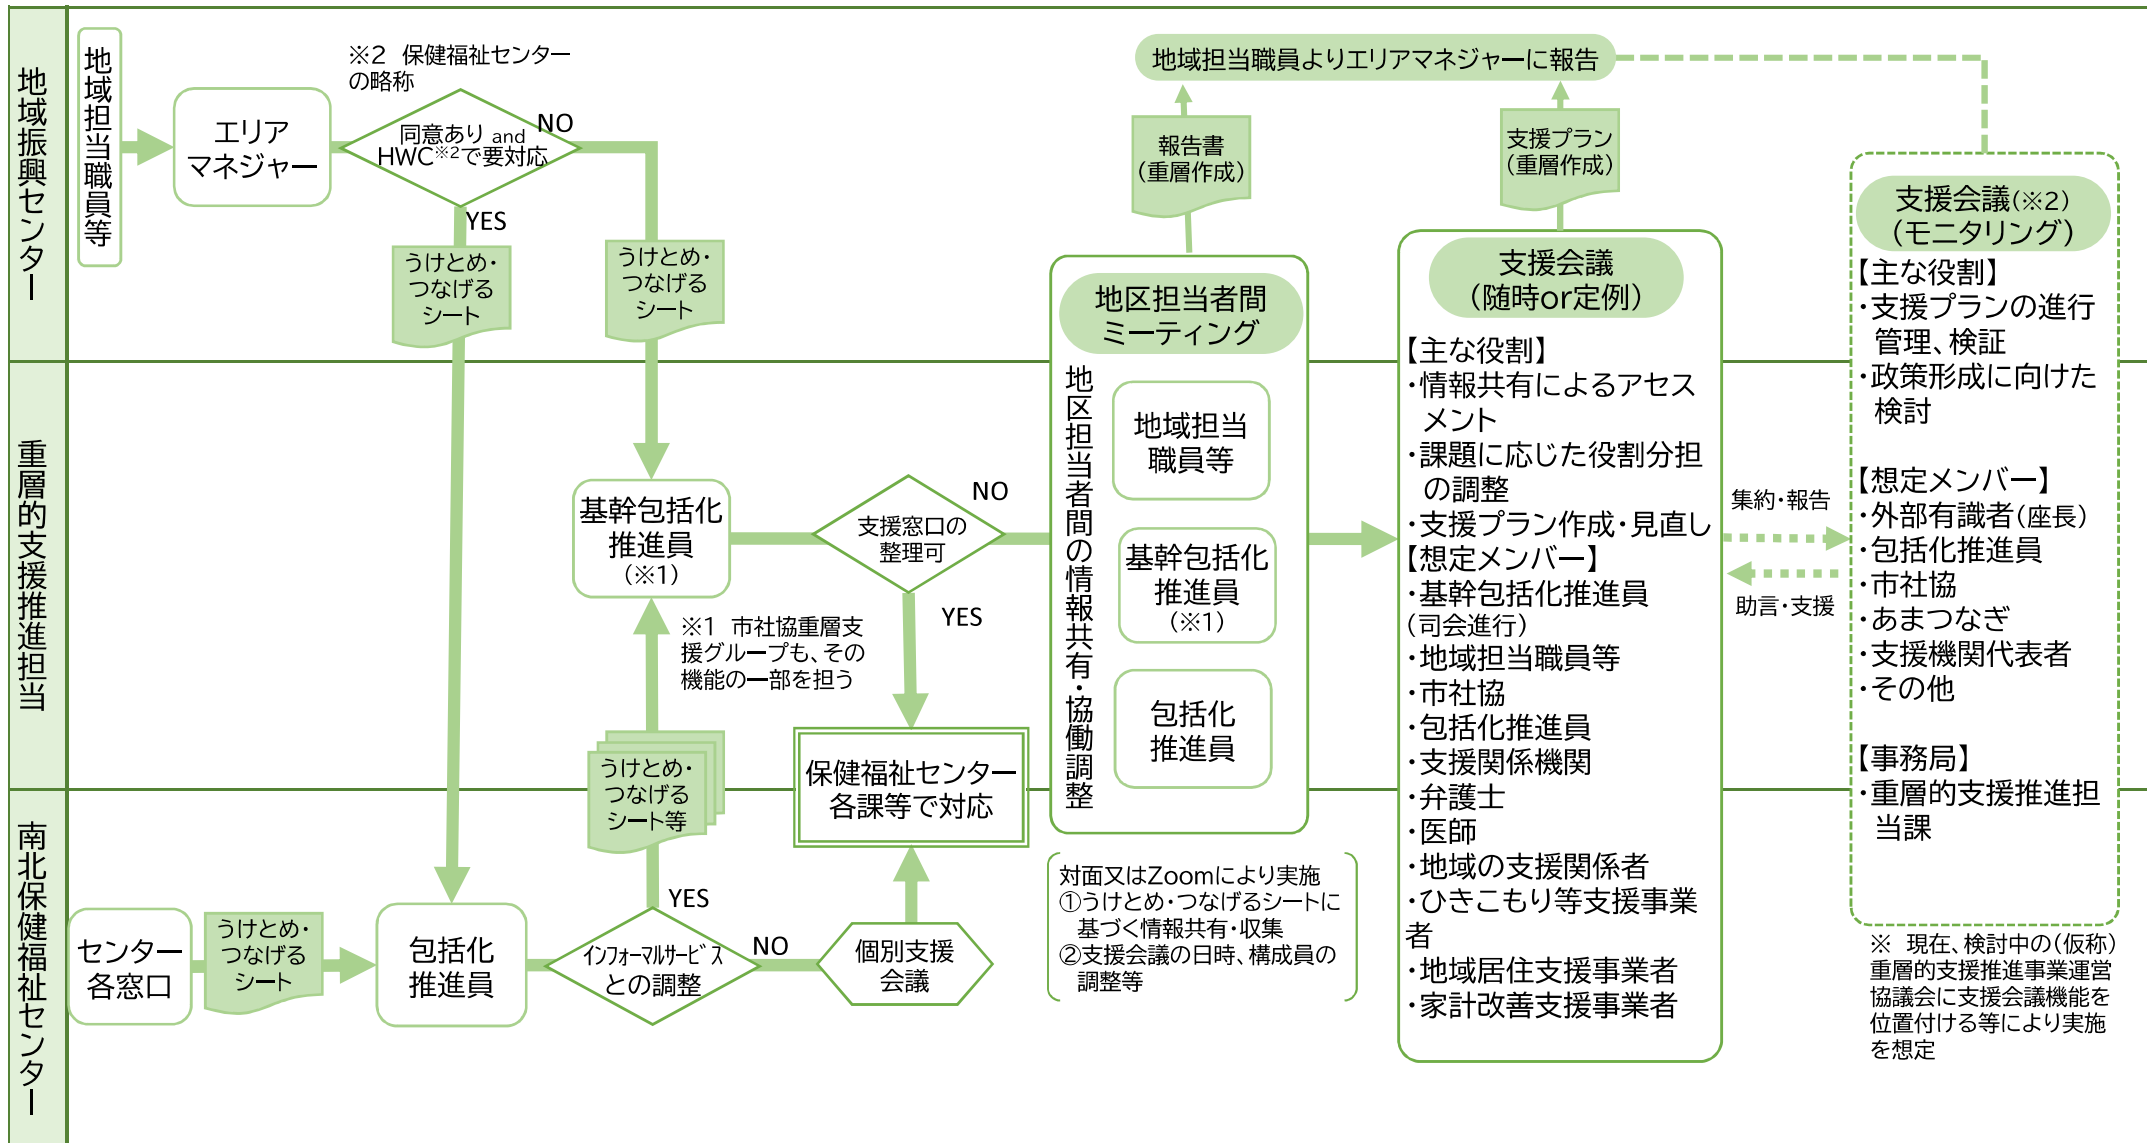 地域振興センター
地域担当職員等
エリア
マネジャー
※2　保健福祉センター
の略称
同意あり and
HWC※2で要対応
NO
YES
うけとめ・
つなげる
シート
うけとめ・
つなげる
シート
地域担当職員よりエリアマネジャーに報告
報告書
（重層作成）
支援プラン
（重層作成）
重層的支援推進担当
基幹包括化
推進員
（※1）
※1　市社協重層支
援グループも、その
機能の一部を担う
支援窓口の
整理可
NO
YES
うけとめ・
つなげる
シート等
保健福祉センター
各課等で対応
南北保健福祉センター
センター
各窓口
うけとめ・
つなげる
シート
包括化
推進員
インフォーマルサービス
との調整
YES
NO
個別支援
会議
地区担当者間
ミーティング
地区担当者間の情報共有・協働調整
地域担当
職員等
基幹包括化
推進員
（※1）
包括化
推進員
対面又はZoomにより実施
①うけとめ・つなげるシートに
基づく情報共有・収集
②支援会議の日時、構成員の
調整等
支援会議
（随時or定例）
【主な役割】
・情報共有によるアセス
メント
・課題に応じた役割分担
の調整
・支援プラン作成・見直し
【想定メンバー】
・基幹包括化推進員
（司会進行）
・地域担当職員等
・市社協
・包括化推進員
・支援関係機関
・弁護士
・医師
・地域の支援関係者
・ひきこもり等支援事業
者
・地域居住支援事業者
・家計改善支援事業者
集約・報告
助言・支援
支援会議（※2）
（モニタリング）
【主な役割】
・支援プランの進行
管理、検証
・政策形成に向けた
検討
【想定メンバー】
・外部有識者（座長）
・包括化推進員
・市社協
・あまつなぎ
・支援機関代表者
・その他
【事務局】
・重層的支援推進担
当課
※　現在、検討中の（仮称）
重層的支援推進事業運営
協議会に支援会議機能を
位置付ける等により実施
を想定